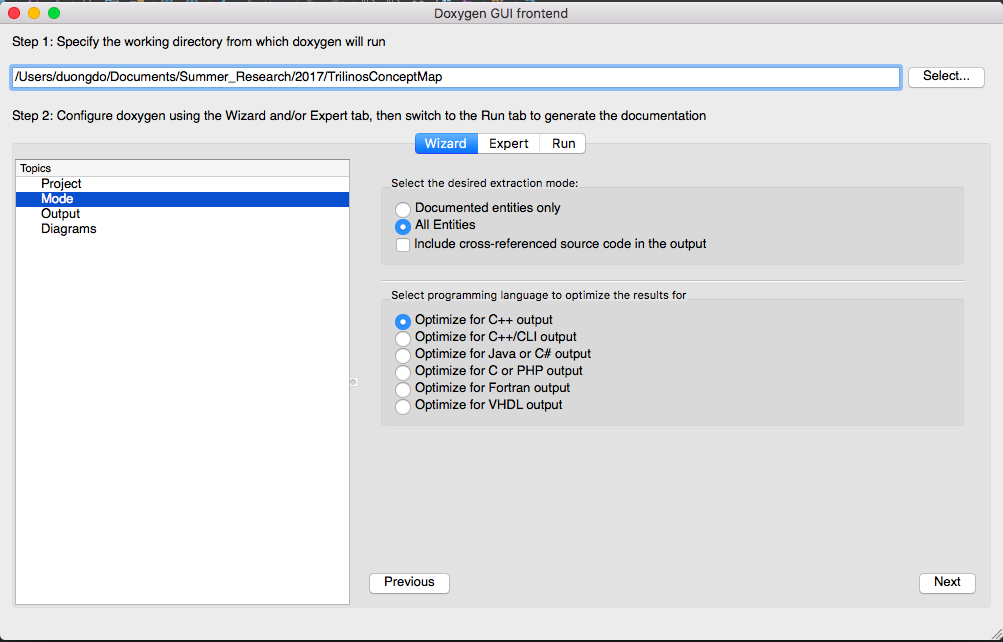 Doxygen GUI frontend
Step 1: Specify the working directory from which doxygen will run
/Users/duongdo/Documents/Summer_Research/2017/TrilinosConceptMap
Select...
Step 2: Configure doxygen using the Wizard and/or Expert tab, then switch to the Run tab to generate the documentation
Wizard Expert Run
Topics
Project
Mode
Output
Diagrams
Select the desired extraction mode:
Documented entities only
All Entities
Include cross-referenced source code in the output
Select programming language to optimize the results for
Optimize for C++ output
Optimize for C++/CLI output
Optimize for Java or C# output
Optimize for C or PHP output
Optimize for Fortran output
Optimize for VHDL output
Previous
Next